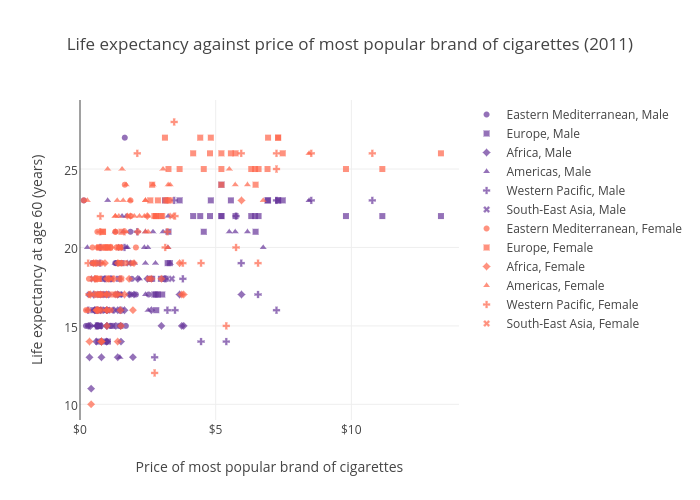 Life expectancy against price of most popular brand of cigarettes (2011)
Life expectancy at age 60 (years)
25
20
15
10
$0
$5
$10
Price of most popular brand of cigarettes
Eastern Mediterranean, Male
Europe, Male
Africa, Male
Americas, Male
Western Pacific, Male
South-East Asia, Male
Eastern Mediterranean, Female
Europe, Female
Africa, Female
Americas, Female
Western Pacific, Female
South-East Asia, Female